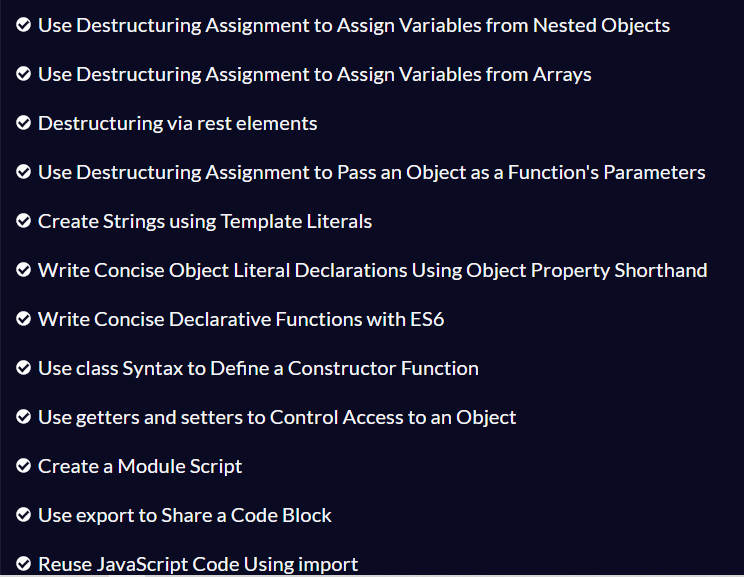 Use Destructuring Assignment to Assign Variables from Nested Objects
Use Destructuring Assignment to Assign Variables from Arrays
Destructuring via rest elements
Use Destructuring Assignment to Pass an Object as a Function's Parameters
Create Strings using Template Literals
Write Concise Object Literal Declarations Using Object Property Shorthand
Write Concise Declarative Functions with ES6
Use class Syntax to Define a Constructor Function
Use getters and setters to Control Access to an Object
Create a Module Script
Use export to Share a Code Block
Reuse JavaScript Code Using import